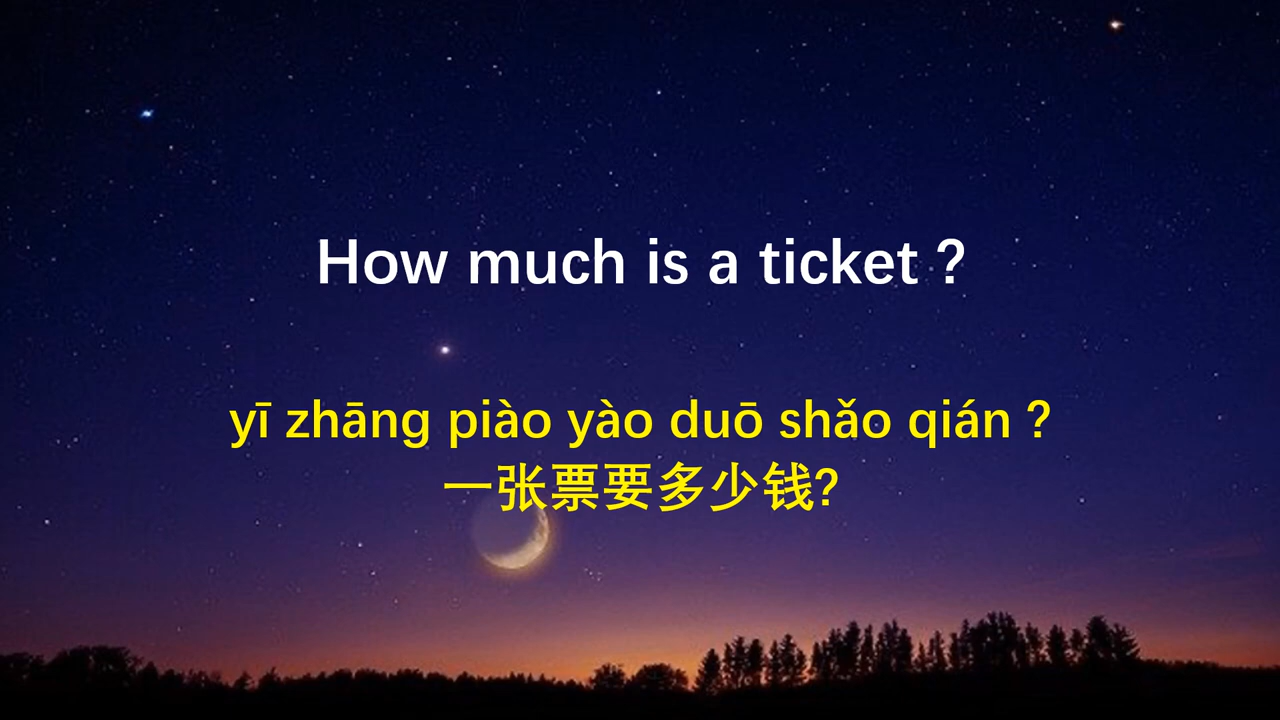 How much is a ticket ?
yī zhāng piào yào duō shǎo qián ?
一张票要多少钱?